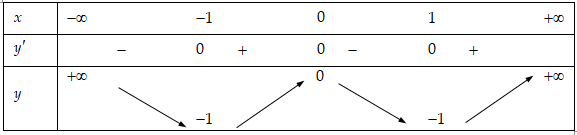 x −∞ −1 0 1 +∞
y′ − 0 + 0 − 0 +
+∞ 0 +∞
y
−1 −1